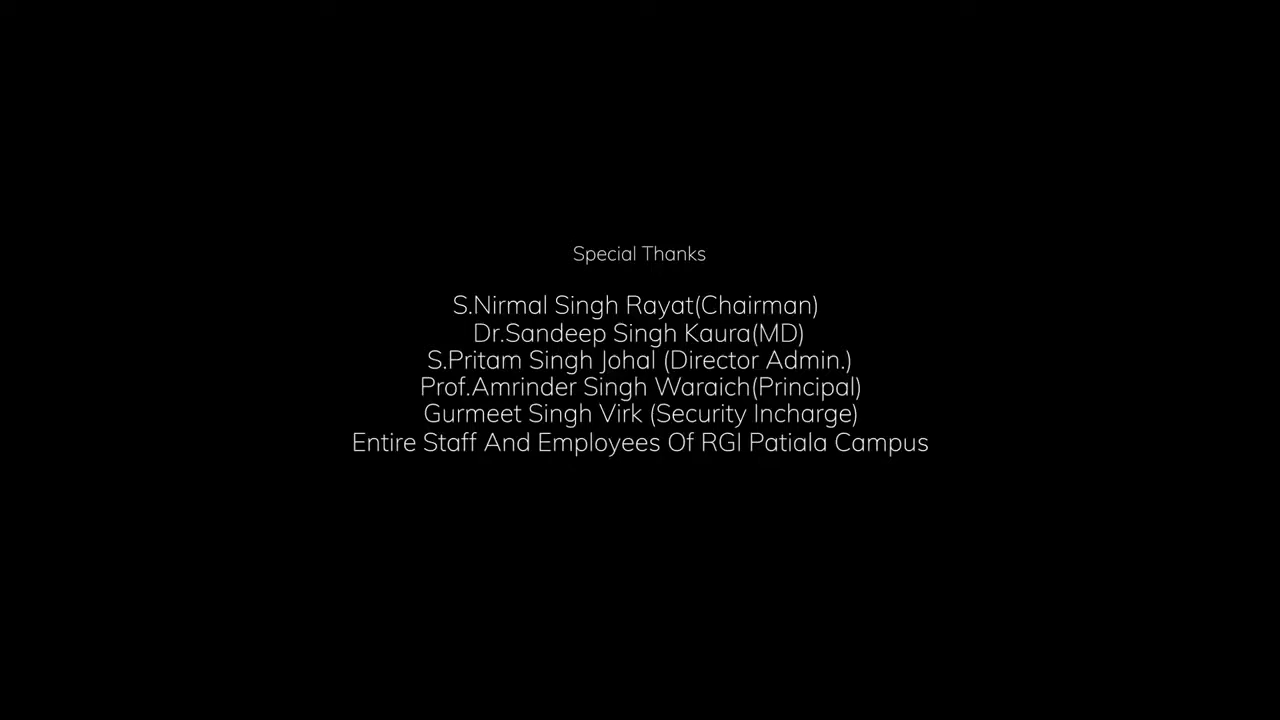 Special Thanks
S.Nirmal Singh Rayat(Chairman)
Dr.Sandeep Singh Kaura(MD)
S.Pritam Singh Johal (Director Admin.)
Prof.Amrinder Singh Waraich(Principal)
Gurmeet Singh Virk (Security Incharge)
Entire Staff And Employees Of RGI Patiala Campus